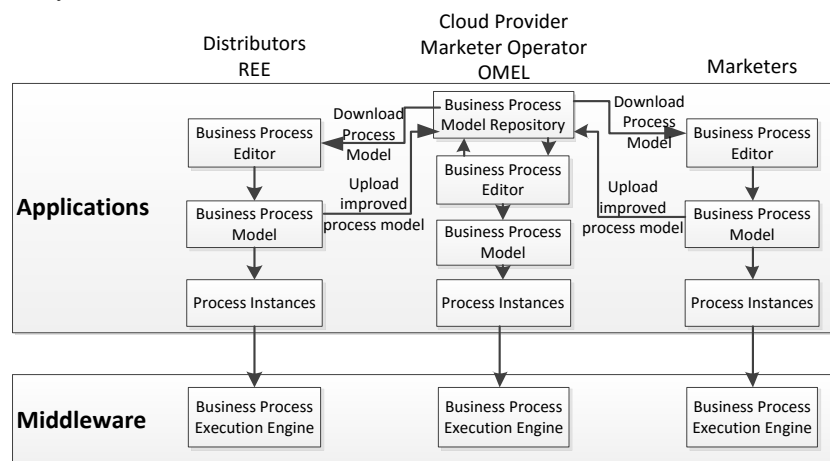 Distributors
REE
Cloud Provider
Marketer Operator
OMEL
Marketers
Applications
Business Process
Editor
Download
Process
Model
Business Process
Model Repository
Download
Process
Model
Business Process
Editor
Business Process
Editor
Upload
improved
process model
Upload
improved
process model
Business Process
Model
Business Process
Model
Business Process
Model
Process Instances
Process Instances
Process Instances
Middleware
Business Process
Execution Engine
Business Process
Execution Engine
Business Process
Execution Engine